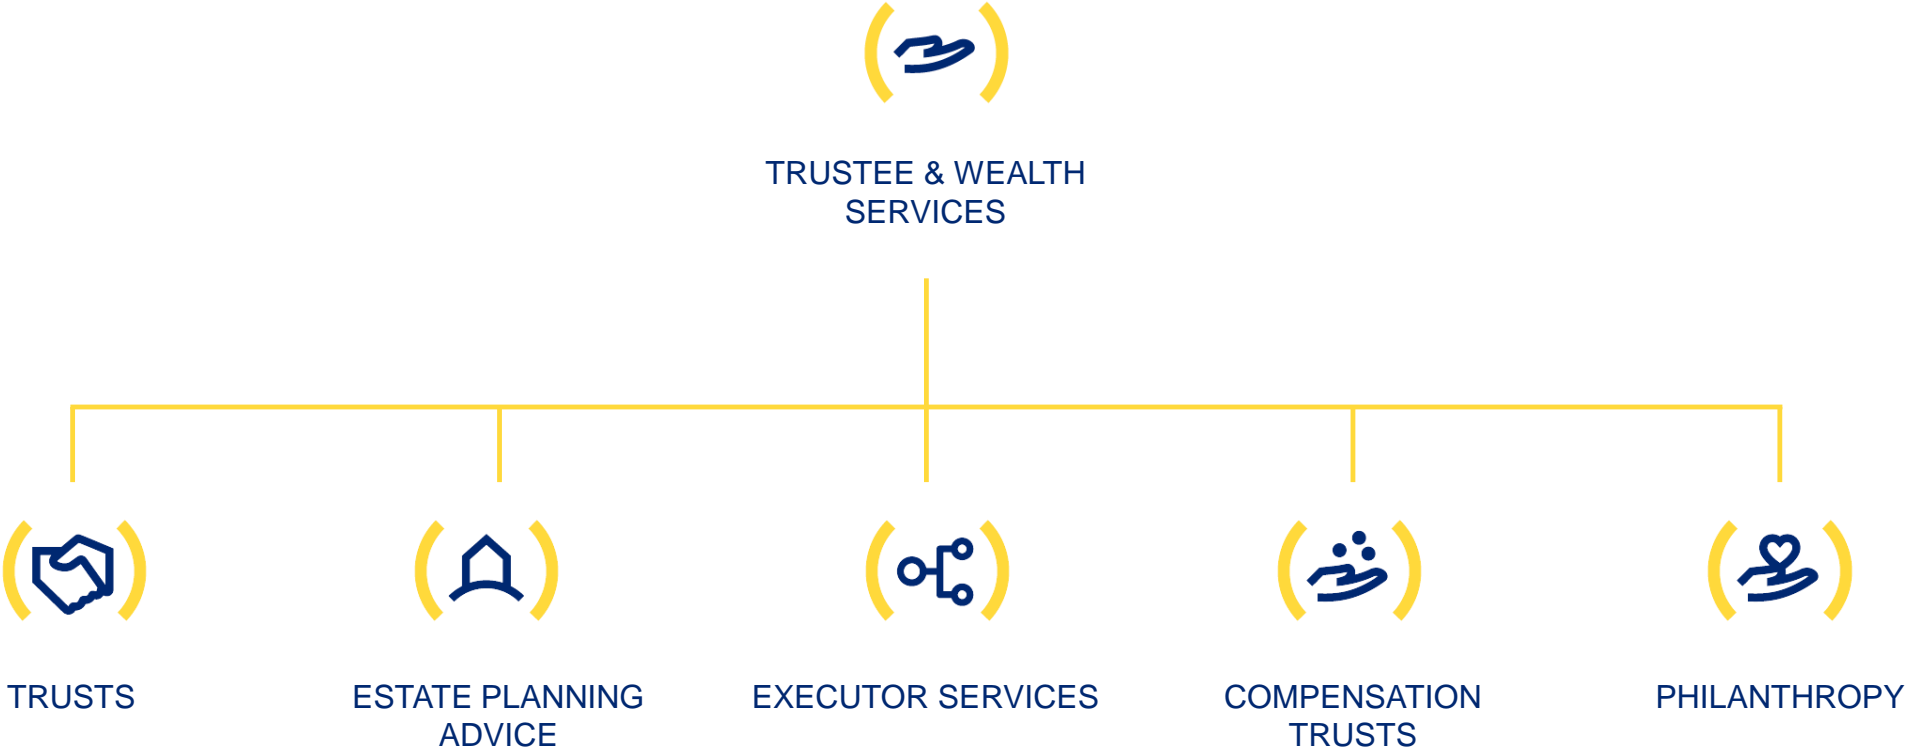 TRUSTEE & WEALTH
SERVICES
TRUSTS
ESTATE PLANNING
ADVICE
EXECUTOR SERVICES
COMPENSATION
TRUSTS
PHILANTHROPY